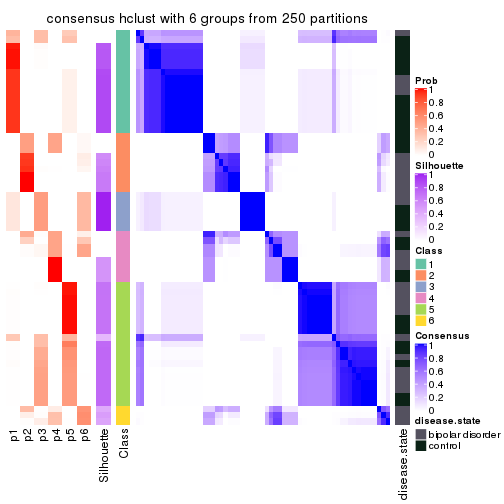 consensus hclust with 6 groups from 250 partitions
Prob
1
0.8
0.6
0.4
0.2
0
Silhouette
1
0.8
0.6
0.4
0.2
0
Class
1
2
3
4
5
6
Consensus
1
0.8
0.6
0.4
0.2
0
disease.state
bipolar disorder
control
p1
p2
p3
p4
p5
p6
Silhouette
Class
disease.state